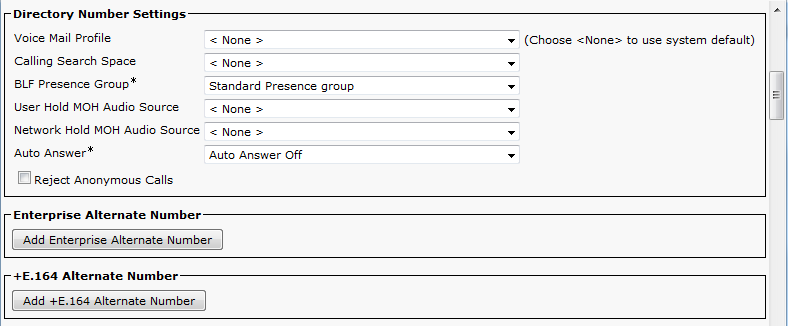 Directory Number Settings
Voice Mail Profile < None > (Choose <None> to use system default)
Calling Search Space < None >
BLF Presence Group* Standard Presence group
User Hold MOH Audio Source < None >
Network Hold MOH Audio Source < None >
Auto Answer* Auto Answer Off
Reject Anonymous Calls
Enterprise Alternate Number
Add Enterprise Alternate Number
+E.164 Alternate Number
Add +E.164 Alternate Number